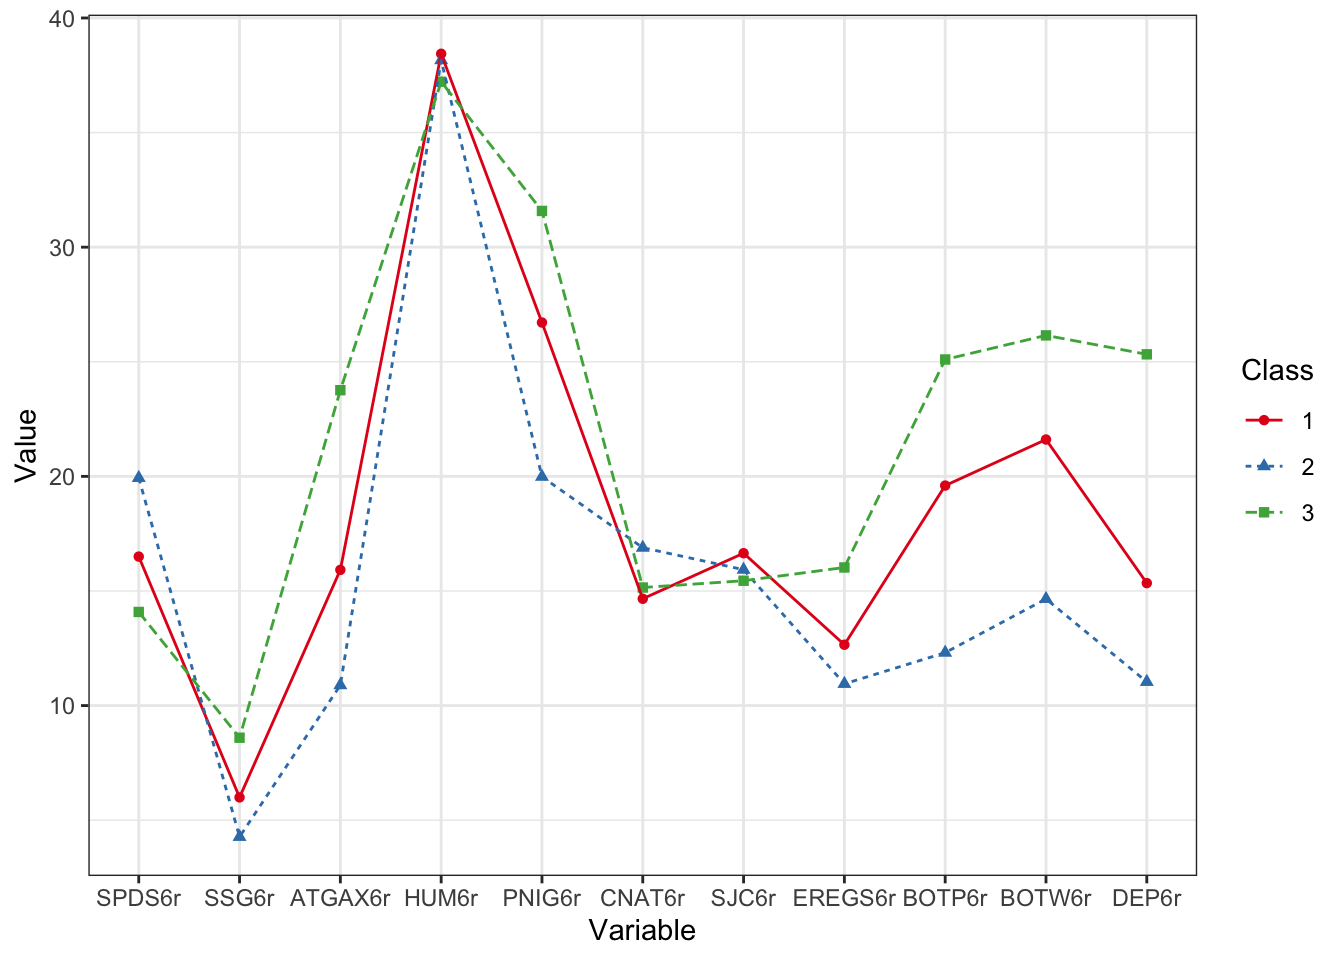 40
30
20
10
Value
SPDS6r SSG6r ATGAX6r HUM6r PNIG6r CNAT6r SJC6r EREGS6r BOTP6r BOTW6r DEP6r
Variable
Class
1
2
3